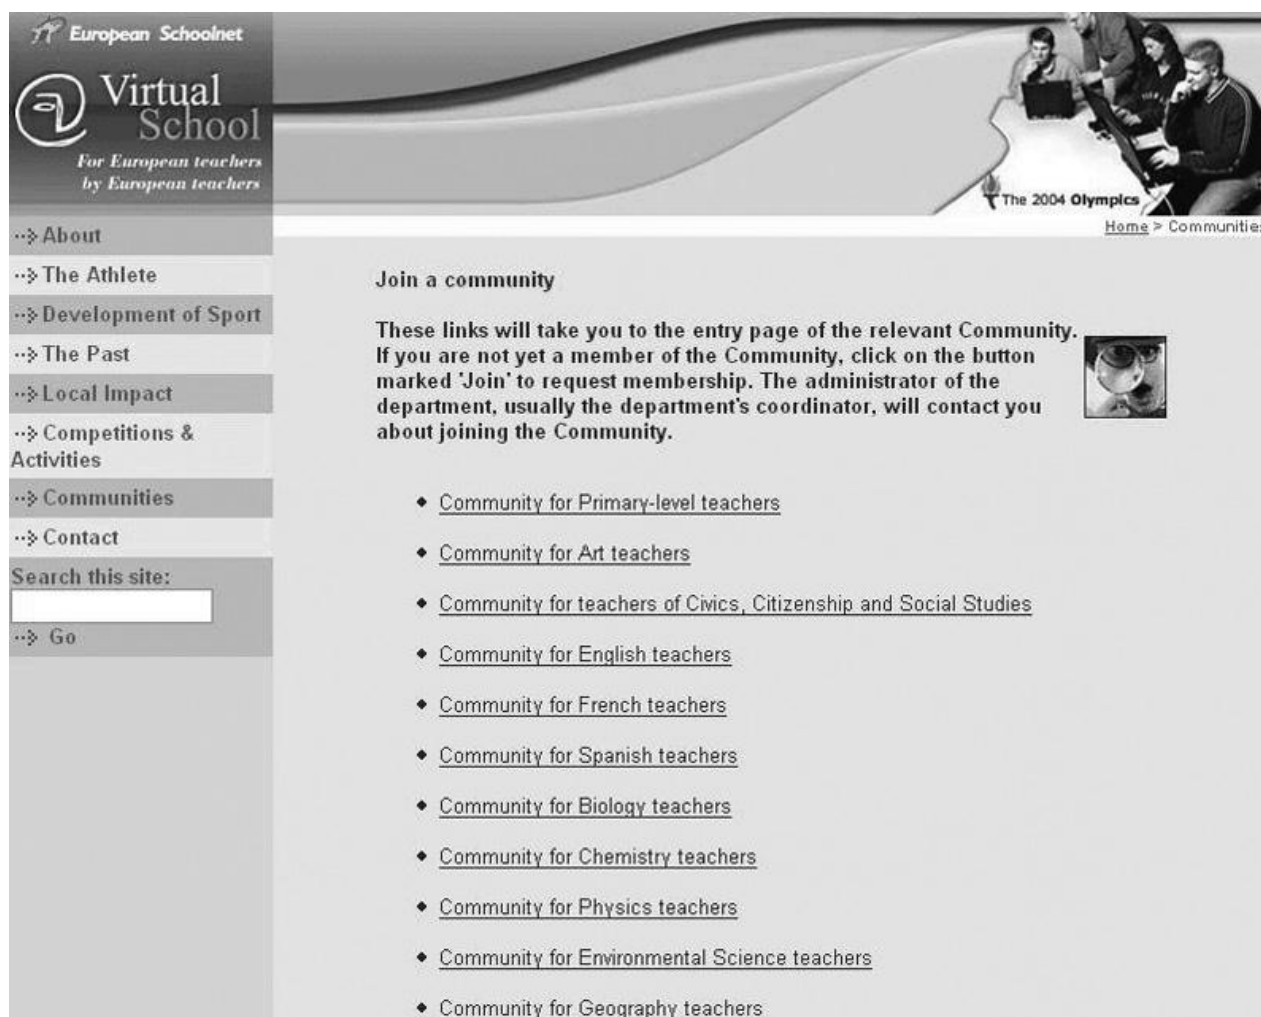 European Schoolnet
Virtual
School
For European teachers
by European teachers
The 2004 Olympics
Home > Communities
··> About
··> The Athlete
··> Development of Sport
··> The Past
··> Local Impact
··> Competitions &
Activities
··> Communities
··> Contact
Search this site:
··> Go
Join a community
These links will take you to the entry page of the relevant Community.
If you are not yet a member of the Community, click on the button
marked 'Join' to request membership. The administrator of the
department, usually the department's coordinator, will contact you
about joining the Community.
◆ Community for Primary-level teachers
◆ Community for Art teachers
◆ Community for teachers of Civics, Citizenship and Social Studies
◆ Community for English teachers
◆ Community for French teachers
◆ Community for Spanish teachers
◆ Community for Biology teachers
◆ Community for Chemistry teachers
◆ Community for Physics teachers
◆ Community for Environmental Science teachers
◆ Community for Geography teachers